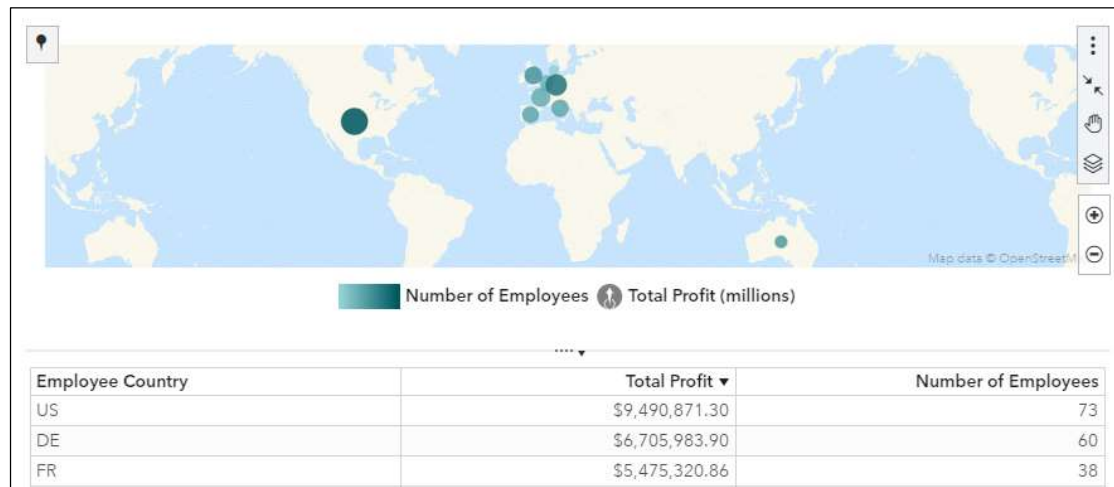 Map data © OpenStreetM
Number of Employees Total Profit (millions)
Employee Country Total Profit ▼ Number of Employees
US $9,490,871.30 73
DE $6,705,983.90 60
FR $5,475,320.86 38